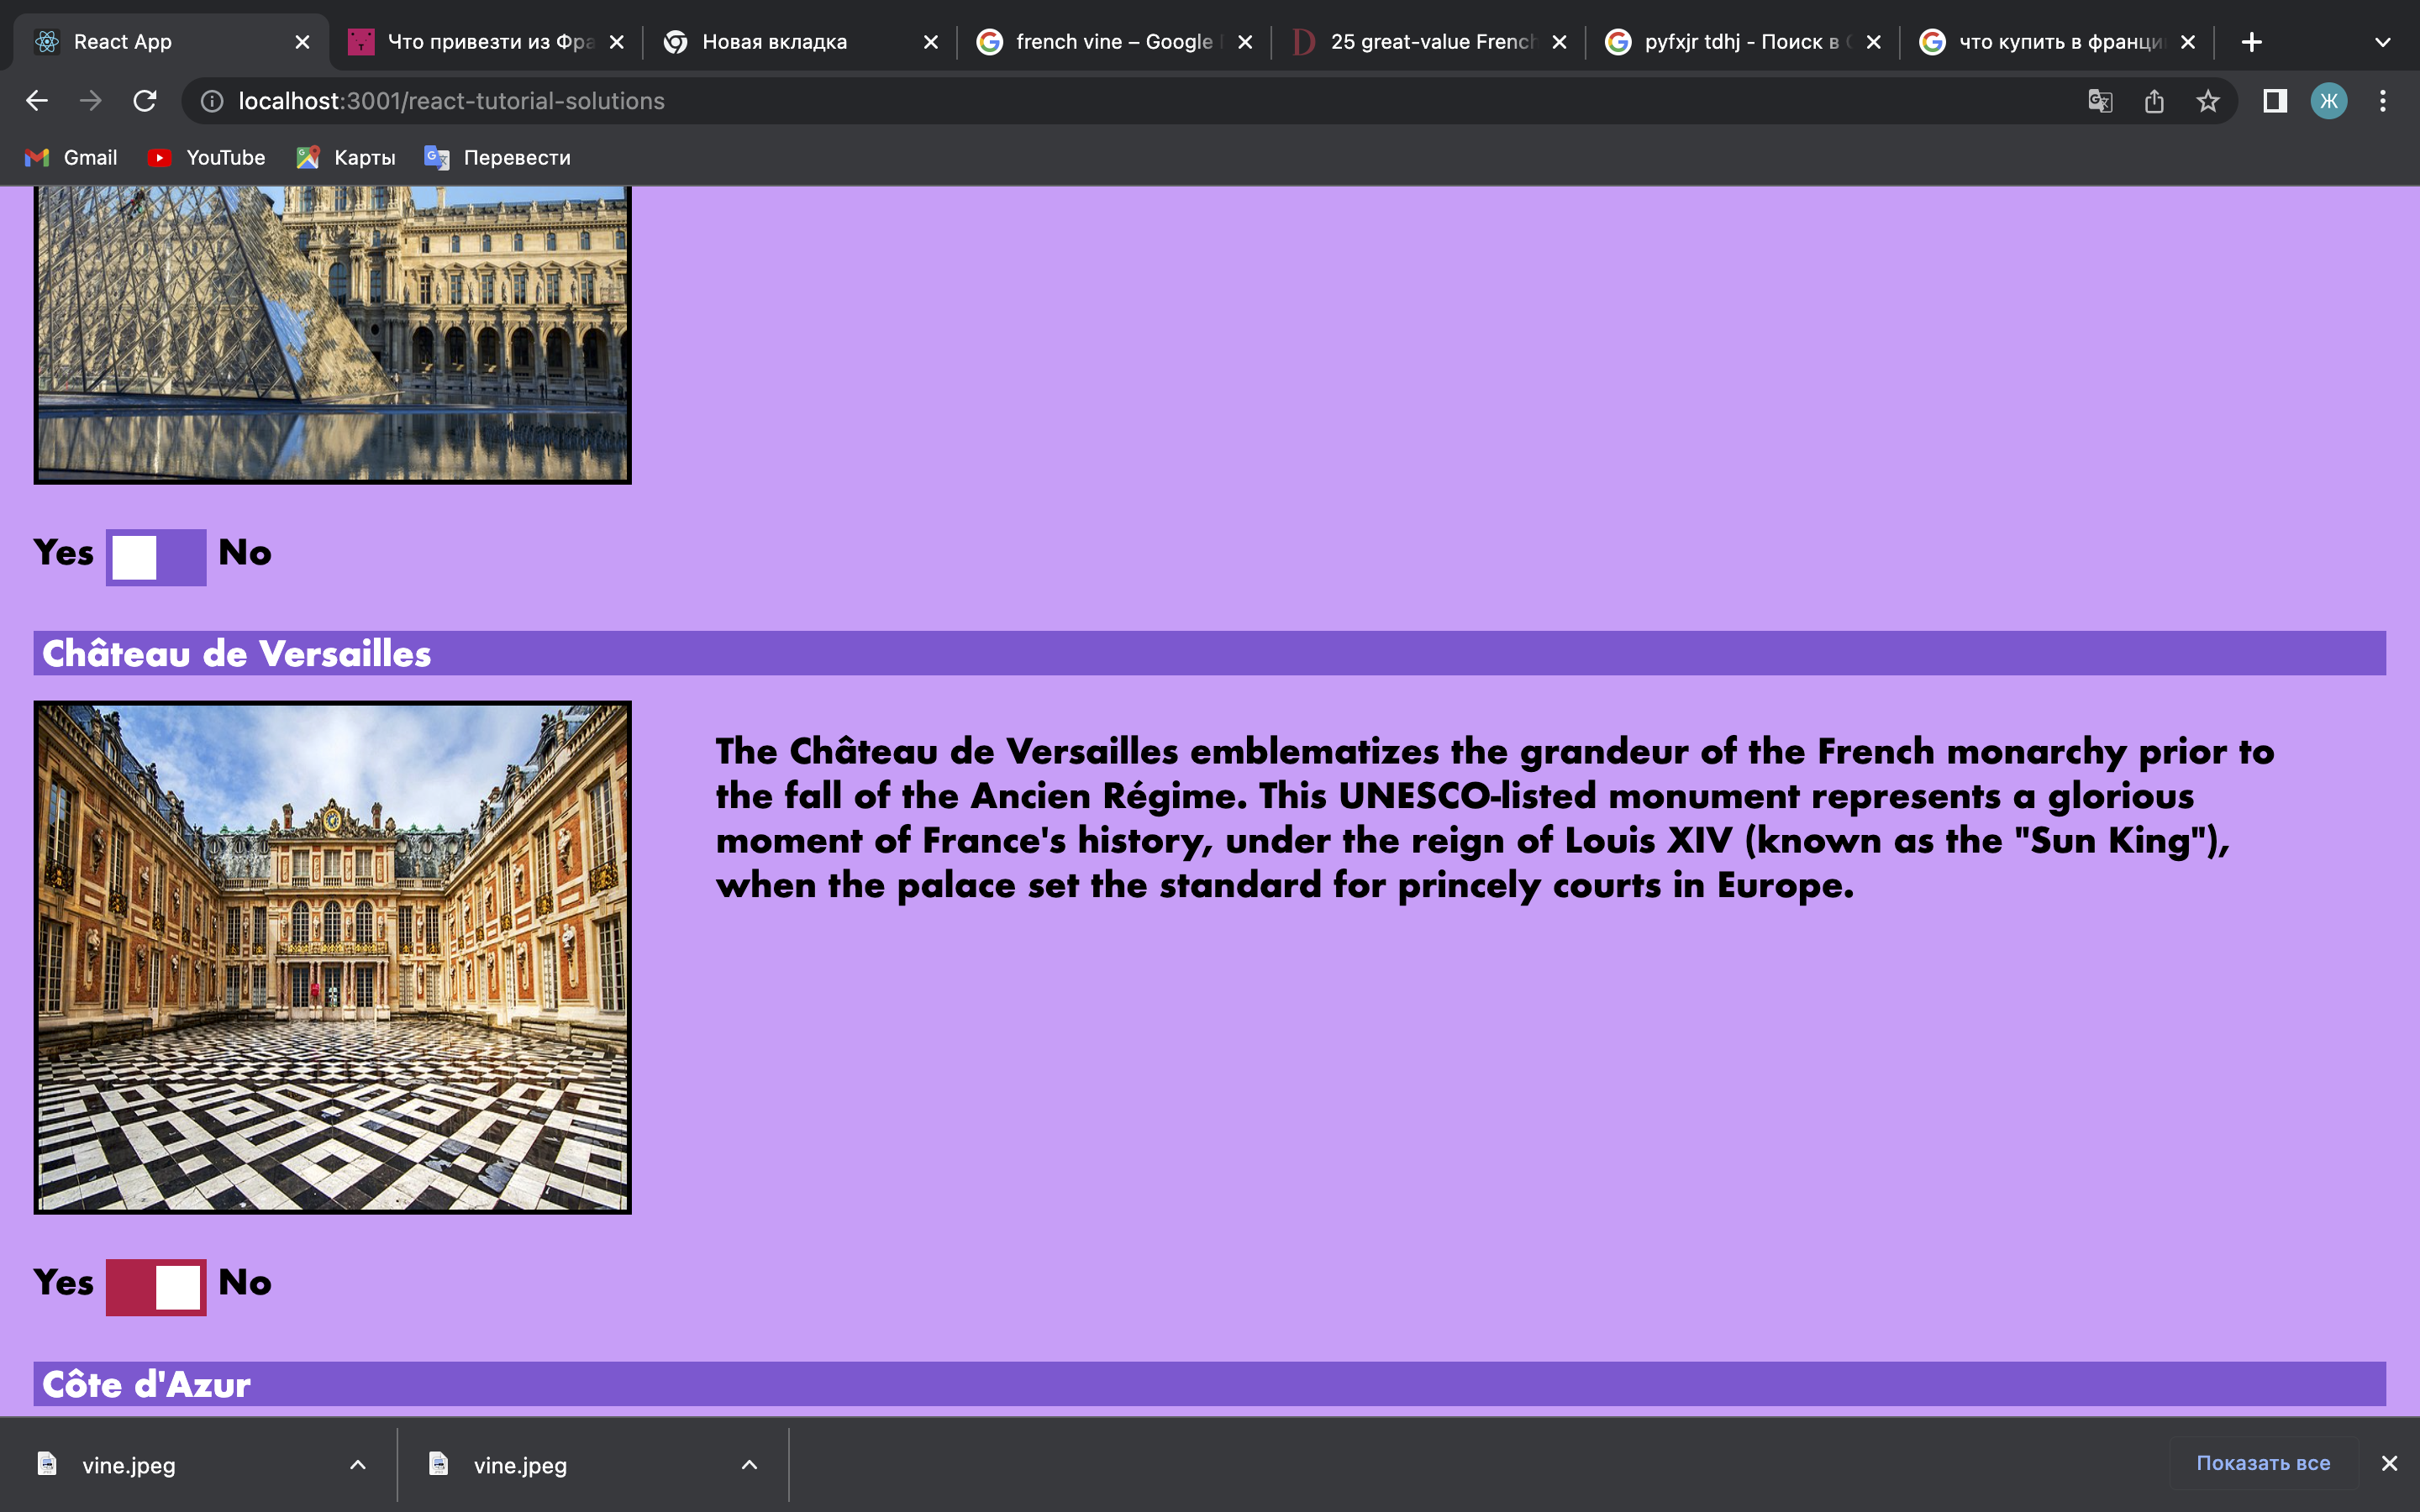 React App
Что привезти из Фра
Новая вкладка
french vine – Google
25 great-value French
pyfxjr tdhj - Поиск в
что купить в франци
localhost:3001/react-tutorial-solutions
Ж
Gmail
YouTube
Карты
Перевести
Yes No
Château de Versailles
The Château de Versailles emblematizes the grandeur of the French monarchy prior to
the fall of the Ancien Régime. This UNESCO-listed monument represents a glorious
moment of France's history, under the reign of Louis XIV (known as the "Sun King"),
when the palace set the standard for princely courts in Europe.
Yes No
Côte d'Azur
vine.jpeg
vine.jpeg
Показать все